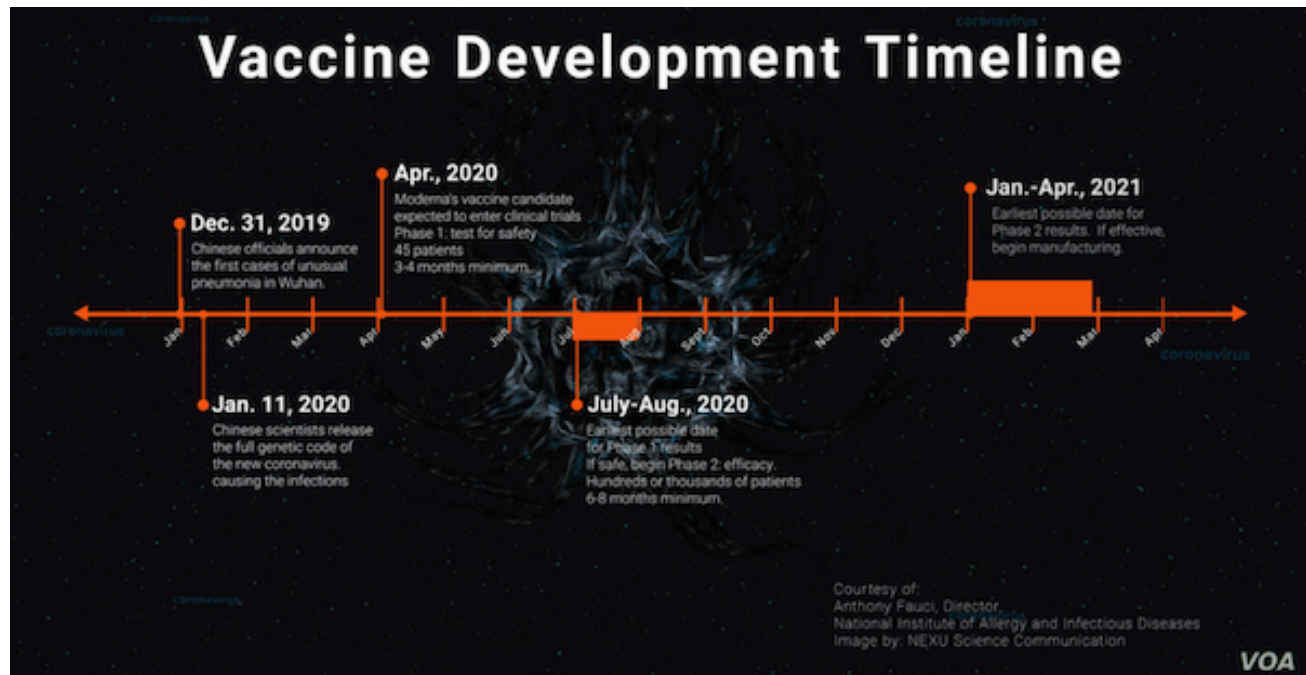 coronavirus
coronavirus
Vaccine Development Timeline
Apr., 2020
Moderna's vaccine candidate
expected to enter clinical trials
Phase 1: test for safety
45 patients
3-4 months minimum.
Jan.-Apr., 2021
Earliest possible date for
Phase 2 results. If effective,
begin manufacturing.
Dec. 31, 2019
Chinese officials announce
the first cases of unusual
pneumonia in Wuhan.
coronavirus
Jan
Feb
Mar
Apr
May
Jun
Jul
Aug
Sept
Oct
Nov
Dec
Jan
Feb
Mar
Apr
coronavirus
Jan. 11, 2020
Chinese scientists release
the full genetic code of
the new coronavirus.
causing the infections
July-Aug., 2020
Earliest possible date
for Phase 1 results
If safe, begin Phase 2: efficacy.
Hundreds or thousands of patients
6-8 months minimum.
coronavirus
Courtesy of:
Anthony Fauci, Director,
National Institute of Allergy and Infectious Diseases
Image by: NEXU Science Communication
VOA